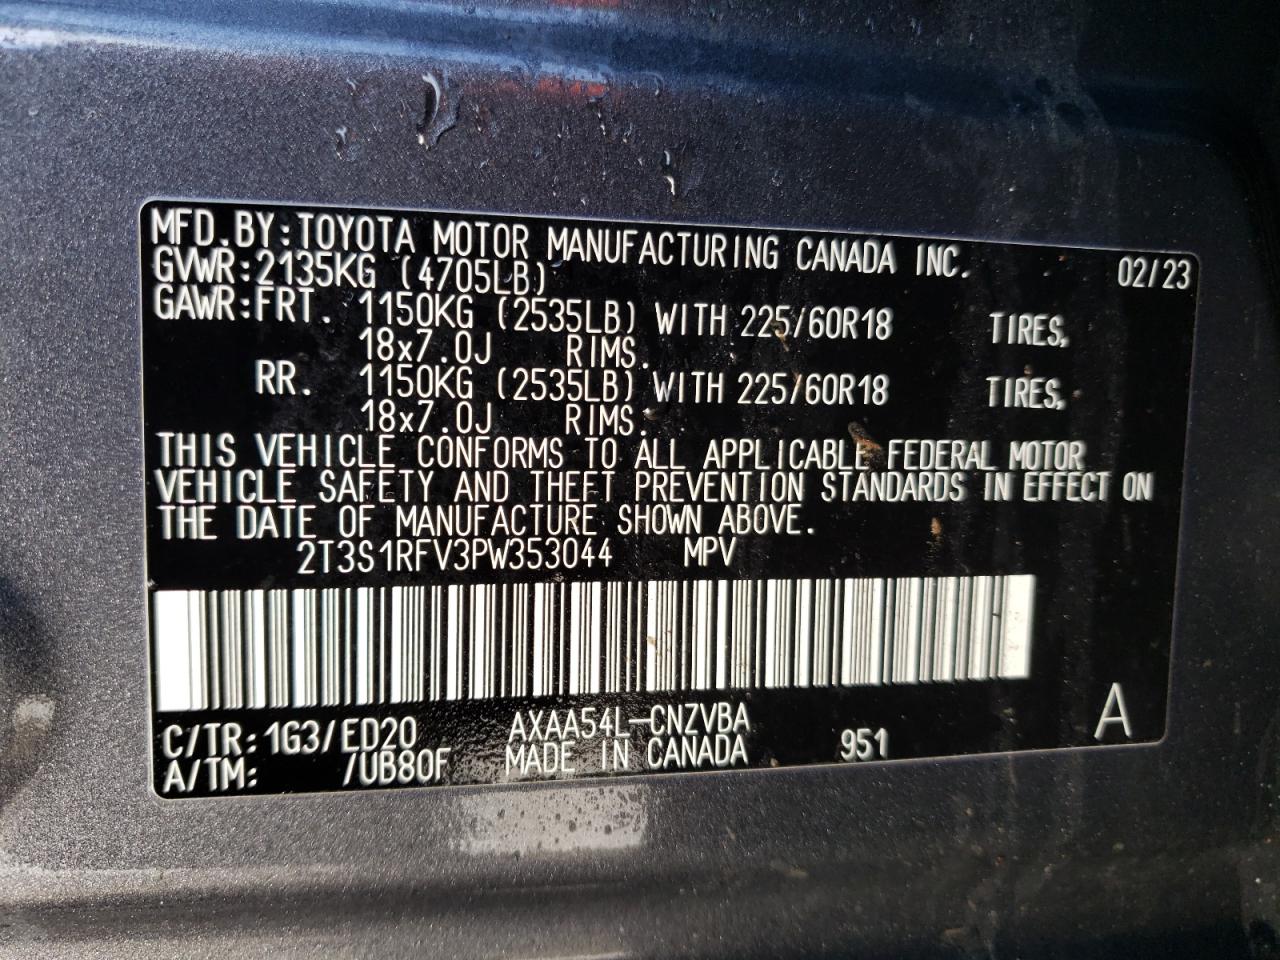 MFD.BY:TOYOTA MOTOR MANUFACTURING CANADA INC. 02/23
GVWR:2135KG (4705LB)
GAWR:FRT. 1150KG (2535LB) WITH 225/60R18 TIRES,
18x7.0J RIMS.
RR. 1150KG (2535LB) WITH 225/60R18 TIRES,
18x7.0J RIMS.
THIS VEHICLE CONFORMS TO ALL APPLICABLE FEDERAL MOTOR
VEHICLE SAFETY AND THEFT PREVENTION STANDARDS IN EFFECT ON
THE DATE OF MANUFACTURE SHOWN ABOVE.
2T3S1RFV3PW353044 MPV
C/TR:1G3/ED20 AXAA54L-CNZVBA
A/TM: /UB80F MADE IN CANADA 951 A